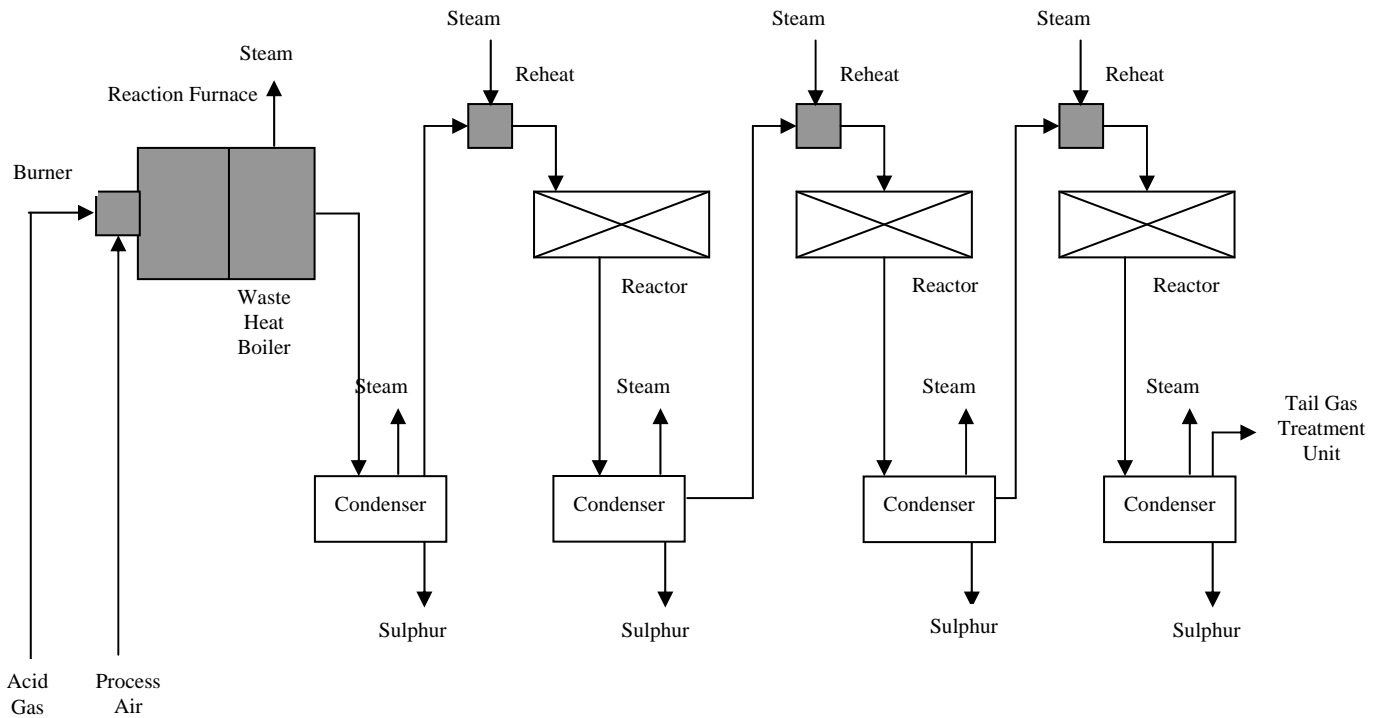 Steam
Steam
Steam
Steam
Reheat
Reheat
Reheat
Reaction Furnace
Burner
Reactor
Reactor
Reactor
Waste
Heat
Boiler
Steam
Steam
Steam
Steam
Tail Gas
Treatment
Unit
Condenser
Condenser
Condenser
Condenser
Sulphur
Sulphur
Sulphur
Sulphur
Acid
Gas
Process
Air